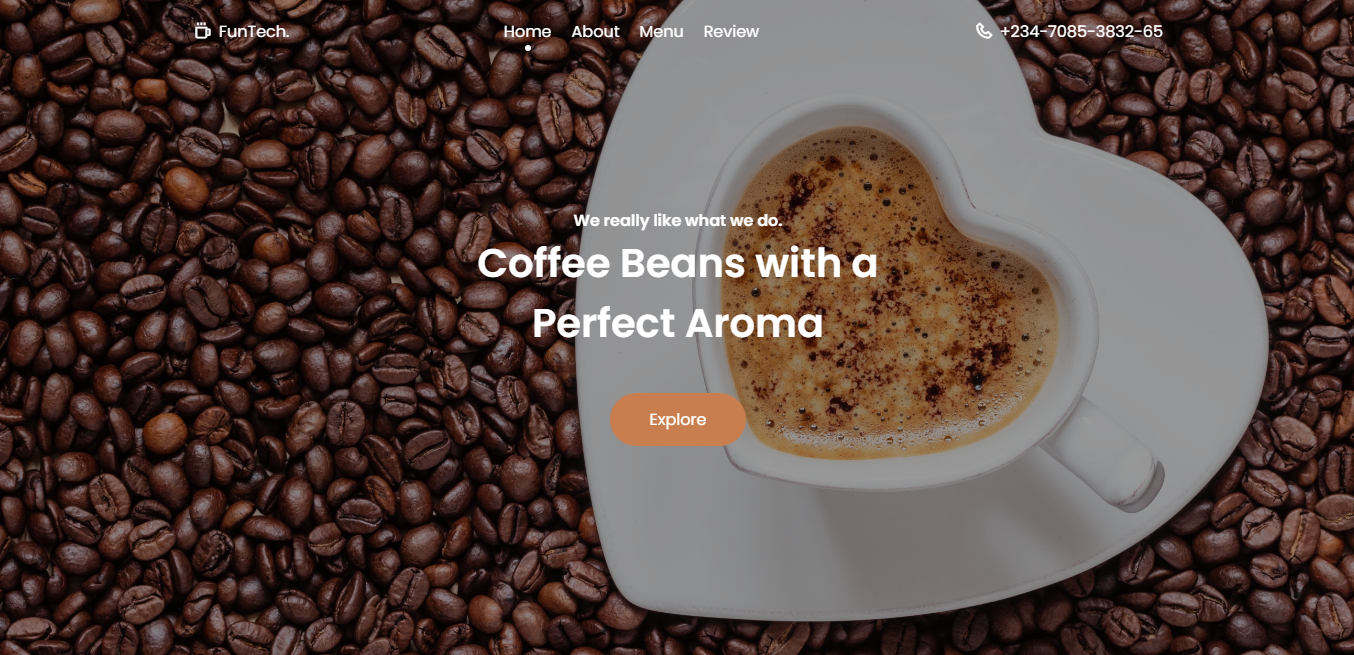 FunTech.
Home About Menu Review
+234-7085-3832-65
We really like what we do.
Coffee Beans with a
Perfect Aroma
Explore